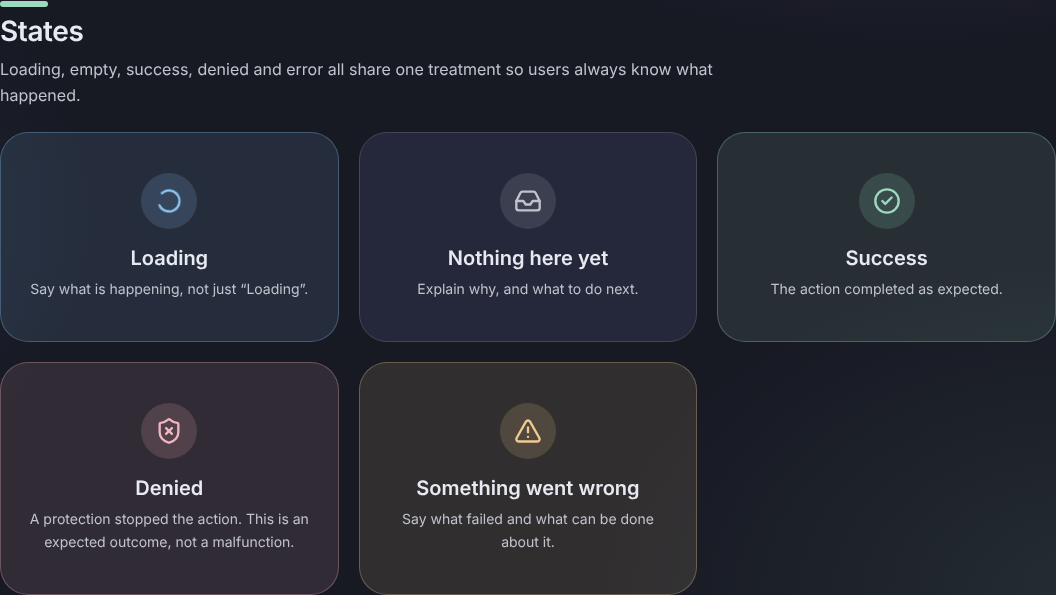 States
Loading, empty, success, denied and error all share one treatment so users always know what
happened.
Loading
Say what is happening, not just “Loading”.
Nothing here yet
Explain why, and what to do next.
Success
The action completed as expected.
Denied
A protection stopped the action. This is an
expected outcome, not a malfunction.
Something went wrong
Say what failed and what can be done
about it.